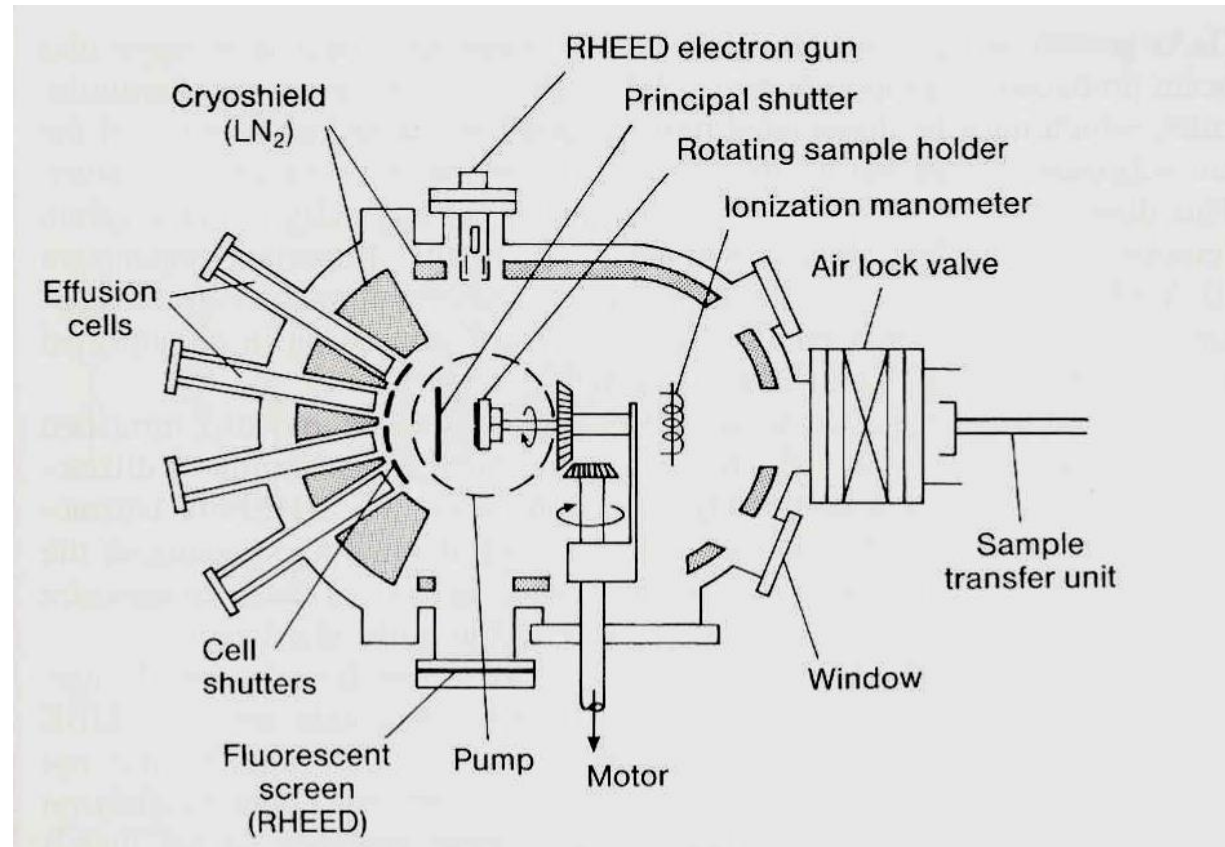 RHEED electron gun
Cryoshield
(LN₂)
Principal shutter
Rotating sample holder
Ionization manometer
Air lock valve
Effusion
cells
Sample
transfer unit
Cell
shutters
Window
Fluorescent
screen
(RHEED)
Pump
Motor